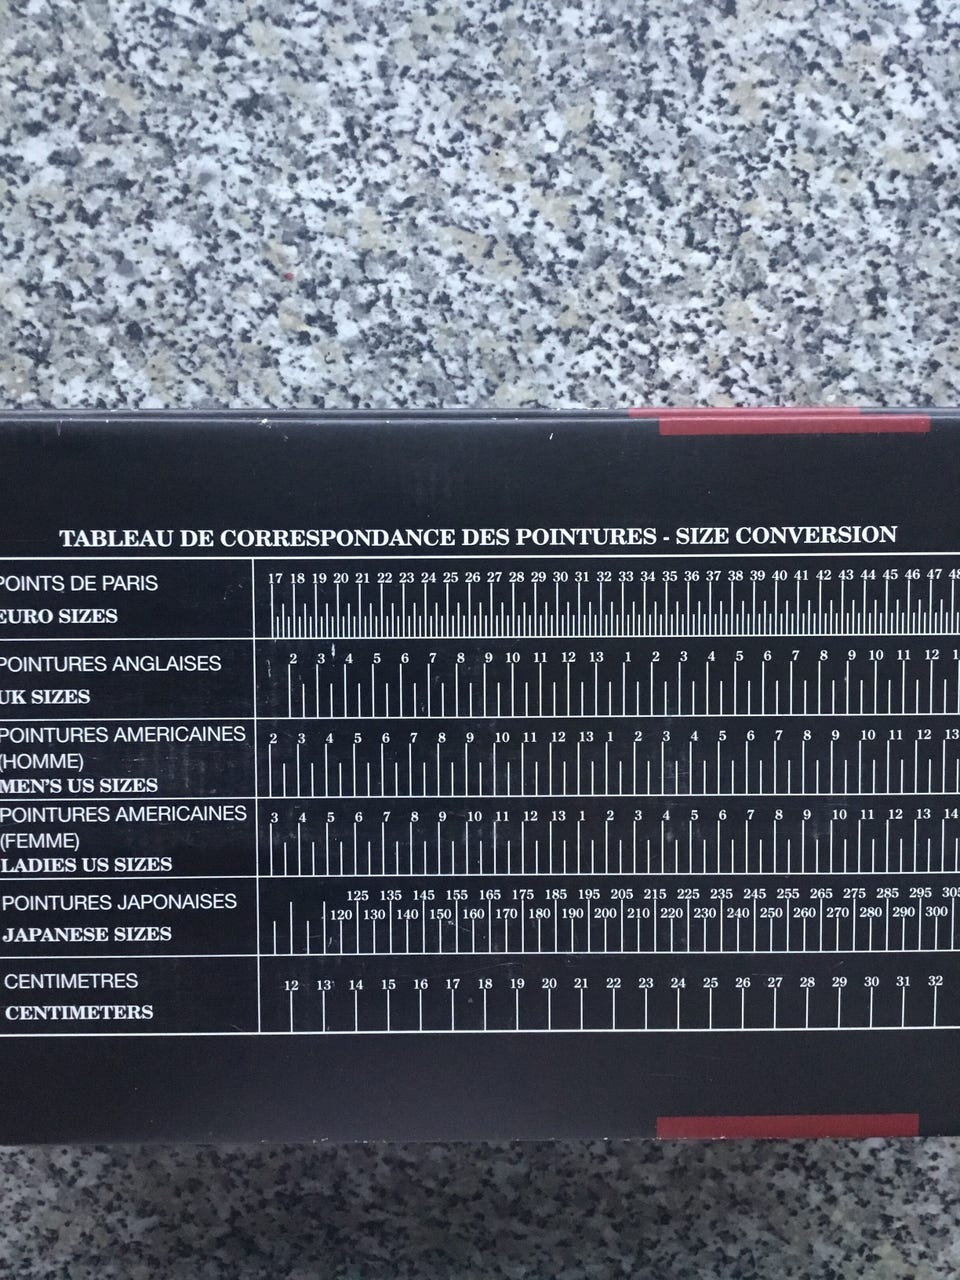 TABLEAU DE CORRESPONDANCE DES POINTURES - SIZE CONVERSION
POINTS DE PARIS
EURO SIZES
17 18 19 20 21 22 23 24 25 26 27 28 29 30 31 32 33 34 35 36 37 38 39 40 41 42 43 44 45 46 47 48
POINTURES ANGLAISES
UK SIZES
2 3 4 5 6 7 8 9 10 11 12 13 1 2 3 4 5 6 7 8 9 10 11 12 1
POINTURES AMERICAINES
(HOMME)
MEN'S US SIZES
2 3 4 5 6 7 8 9 10 11 12 13 1 2 3 4 5 6 7 8 9 10 11 12 13
POINTURES AMERICAINES
(FEMME)
LADIES US SIZES
3 4 5 6 7 8 9 10 11 12 13 1 2 3 4 5 6 7 8 9 10 11 12 13 14
POINTURES JAPONAISES
JAPANESE SIZES
125 135 145 155 165 175 185 195 205 215 225 235 245 255 265 275 285 295 305
120 130 140 150 160 170 180 190 200 210 220 230 240 250 260 270 280 290 300
CENTIMETRES
CENTIMETERS
12 13 14 15 16 17 18 19 20 21 22 23 24 25 26 27 28 29 30 31 32